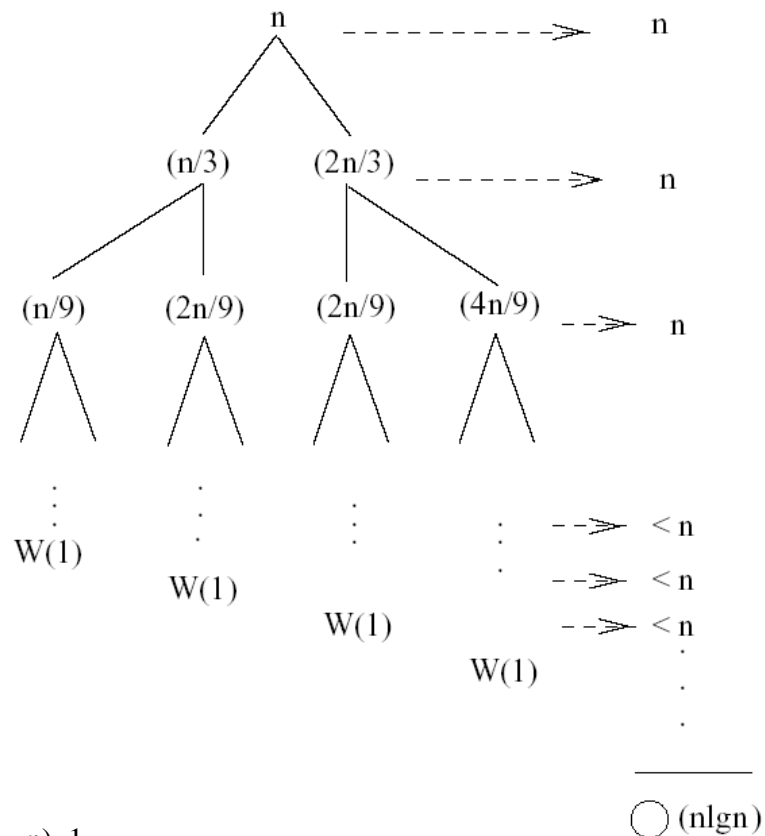 n n
(n/3) (2n/3) n
(n/9) (2n/9) (2n/9) (4n/9) n
< n
W(1)
< n
W(1)
W(1) < n
W(1)
◯ (nlgn)